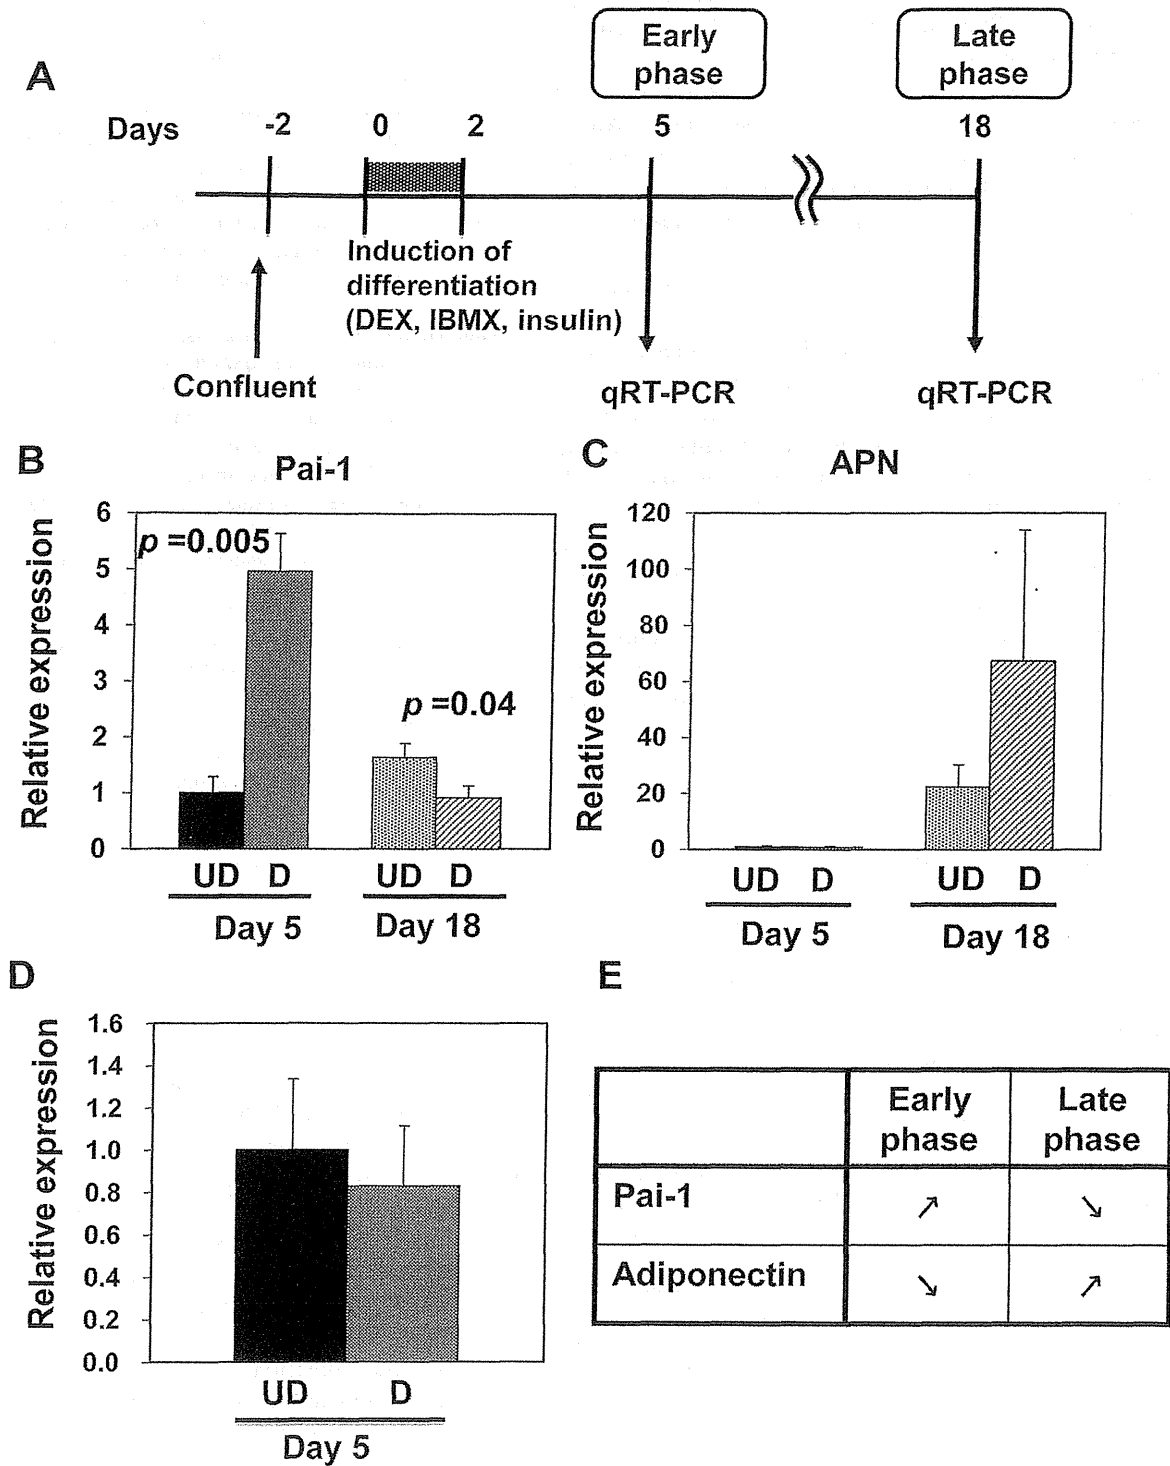 A
Early
phase
Late
phase
Days -2 0 2 5 18
Induction of
differentiation
(DEX, IBMX, insulin)
Confluent
qRT-PCR
qRT-PCR
B
Pai-1
Relative expression
6
5
4
3
2
1
0
p =0.005
p =0.04
UD D UD D
Day 5 Day 18
C
APN
Relative expression
120
100
80
60
40
20
0
UD D UD D
Day 5 Day 18
D
Relative expression
1.6
1.4
1.2
1.0
0.8
0.6
0.4
0.2
0.0
UD D
Day 5
E
Early
phase
Late
phase
Pai-1 ↗ ↘
Adiponectin ↘ ↗